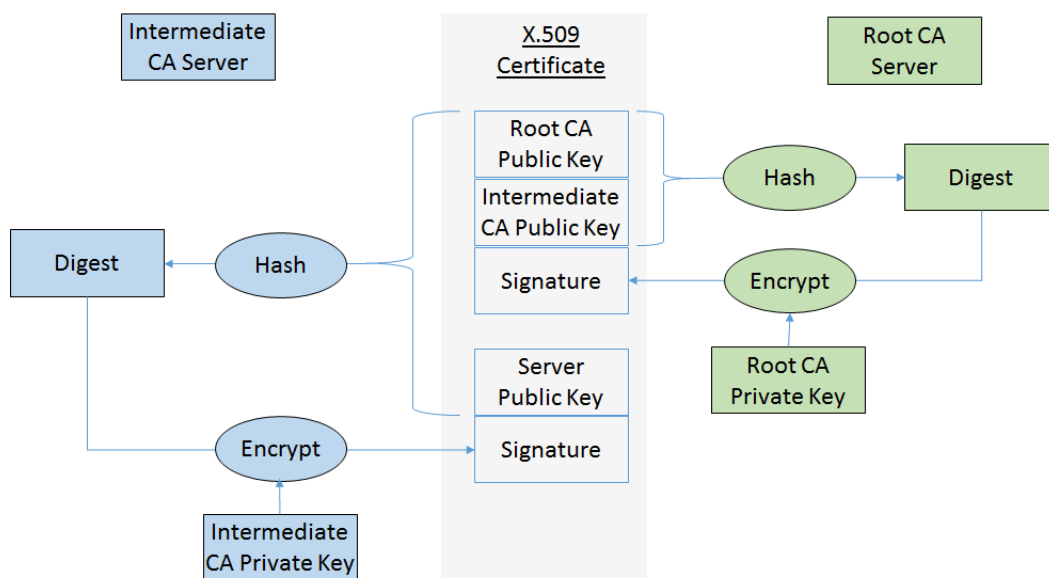 Intermediate
CA Server
X.509
Certificate
Root CA
Server
Root CA
Public Key
Intermediate
CA Public Key
Signature
Server
Public Key
Signature
Hash
Digest
Encrypt
Root CA
Private Key
Digest
Hash
Encrypt
Intermediate
CA Private Key